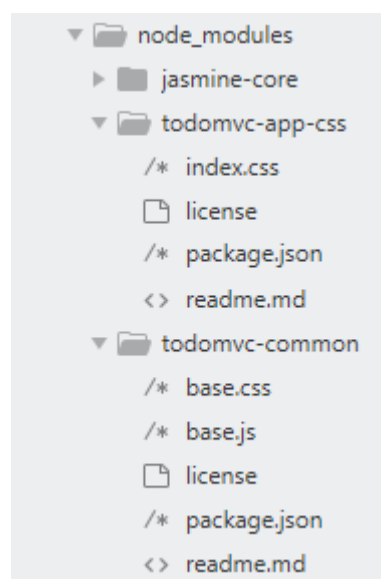 node_modules
jasmine-core
todomvc-app-css
/* index.css
license
/* package.json
<> readme.md
todomvc-common
/* base.css
/* base.js
license
/* package.json
<> readme.md